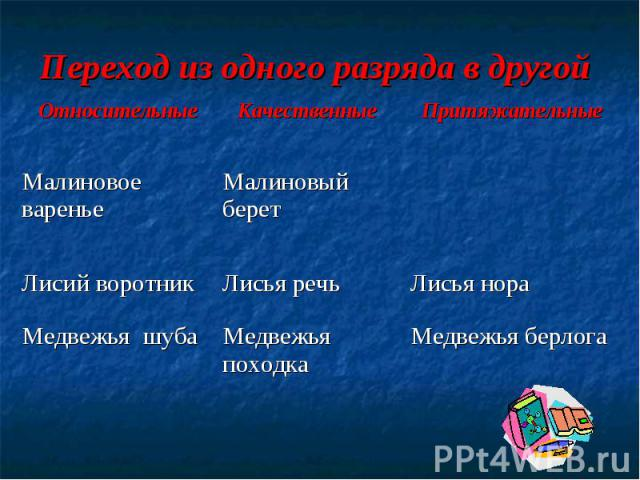 Переход из одного разряда в другой
Относительные Качественные Притяжательные
Малиновое варенье Малиновый берет
Лисий воротник Лисья речь Лисья нора
Медвежья шуба Медвежья походка Медвежья берлога
PPt4WEB.ru